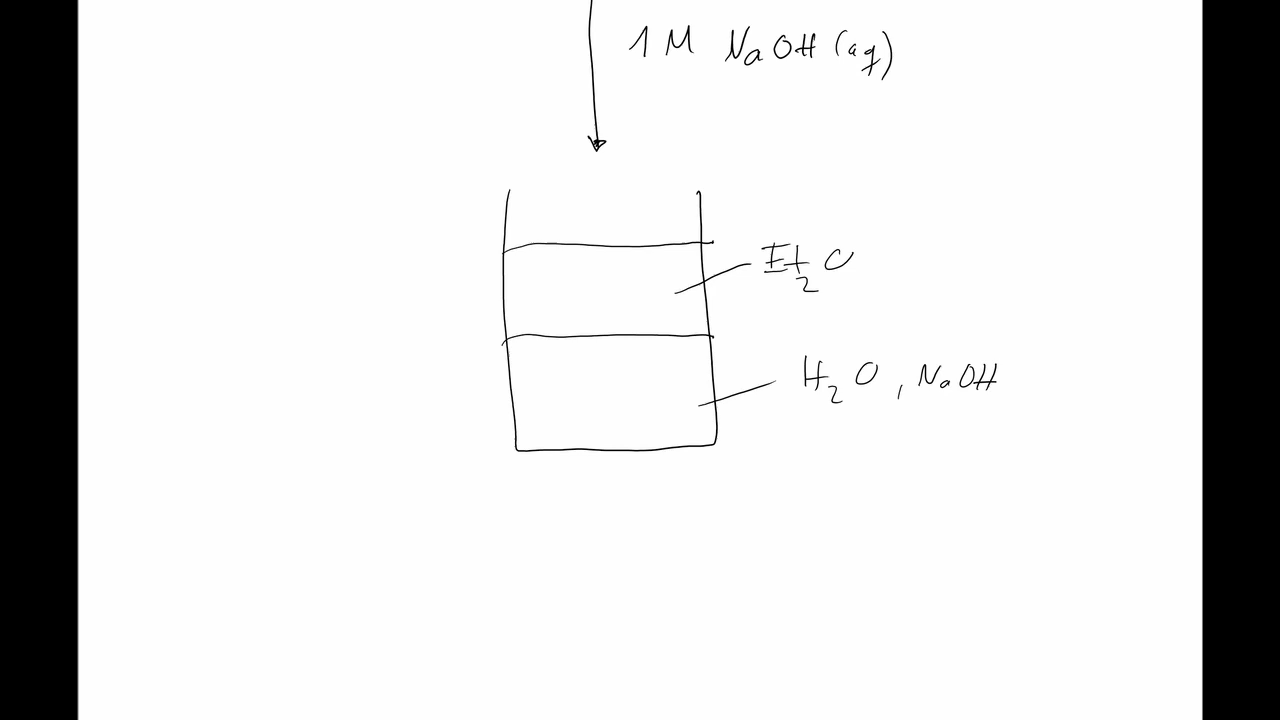 1 M NaOH (aq)
Et₂O
H₂O , NaOH